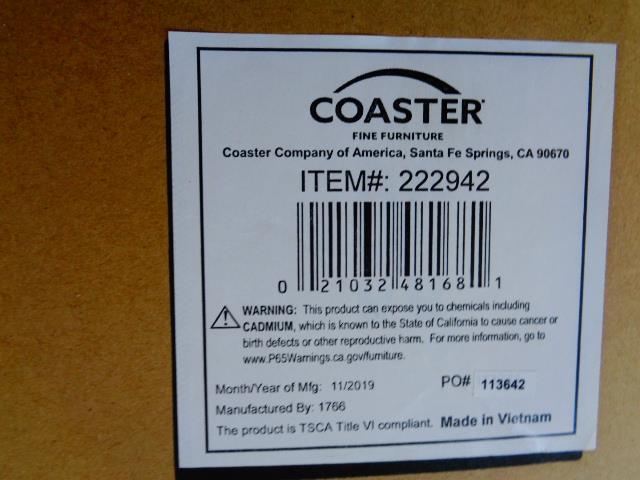 COASTER
FINE FURNITURE
Coaster Company of America, Santa Fe Springs, CA 90670
ITEM#: 222942
0 21032 48168 1
WARNING: This product can expose you to chemicals including
CADMIUM, which is known to the State of California to cause cancer or
birth defects or other reproductive harm. For more information, go to
www.P65Warnings.ca.gov/furniture.
Month/Year of Mfg: 11/2019 PO# 113642
Manufactured By: 1766
The product is TSCA Title VI compliant. Made in Vietnam